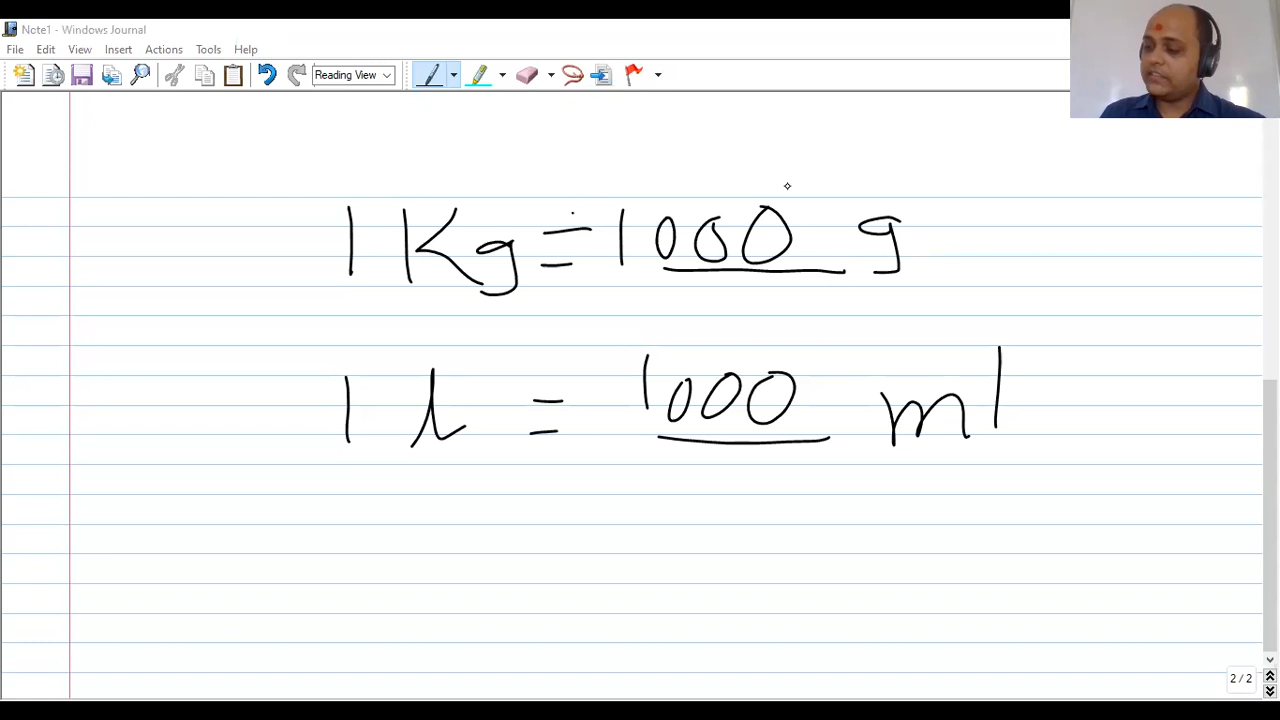 Note1 - Windows Journal
File Edit View Insert Actions Tools Help
Reading View
1 Kg = 1000 g
1 l = 1000 ml
2 / 2